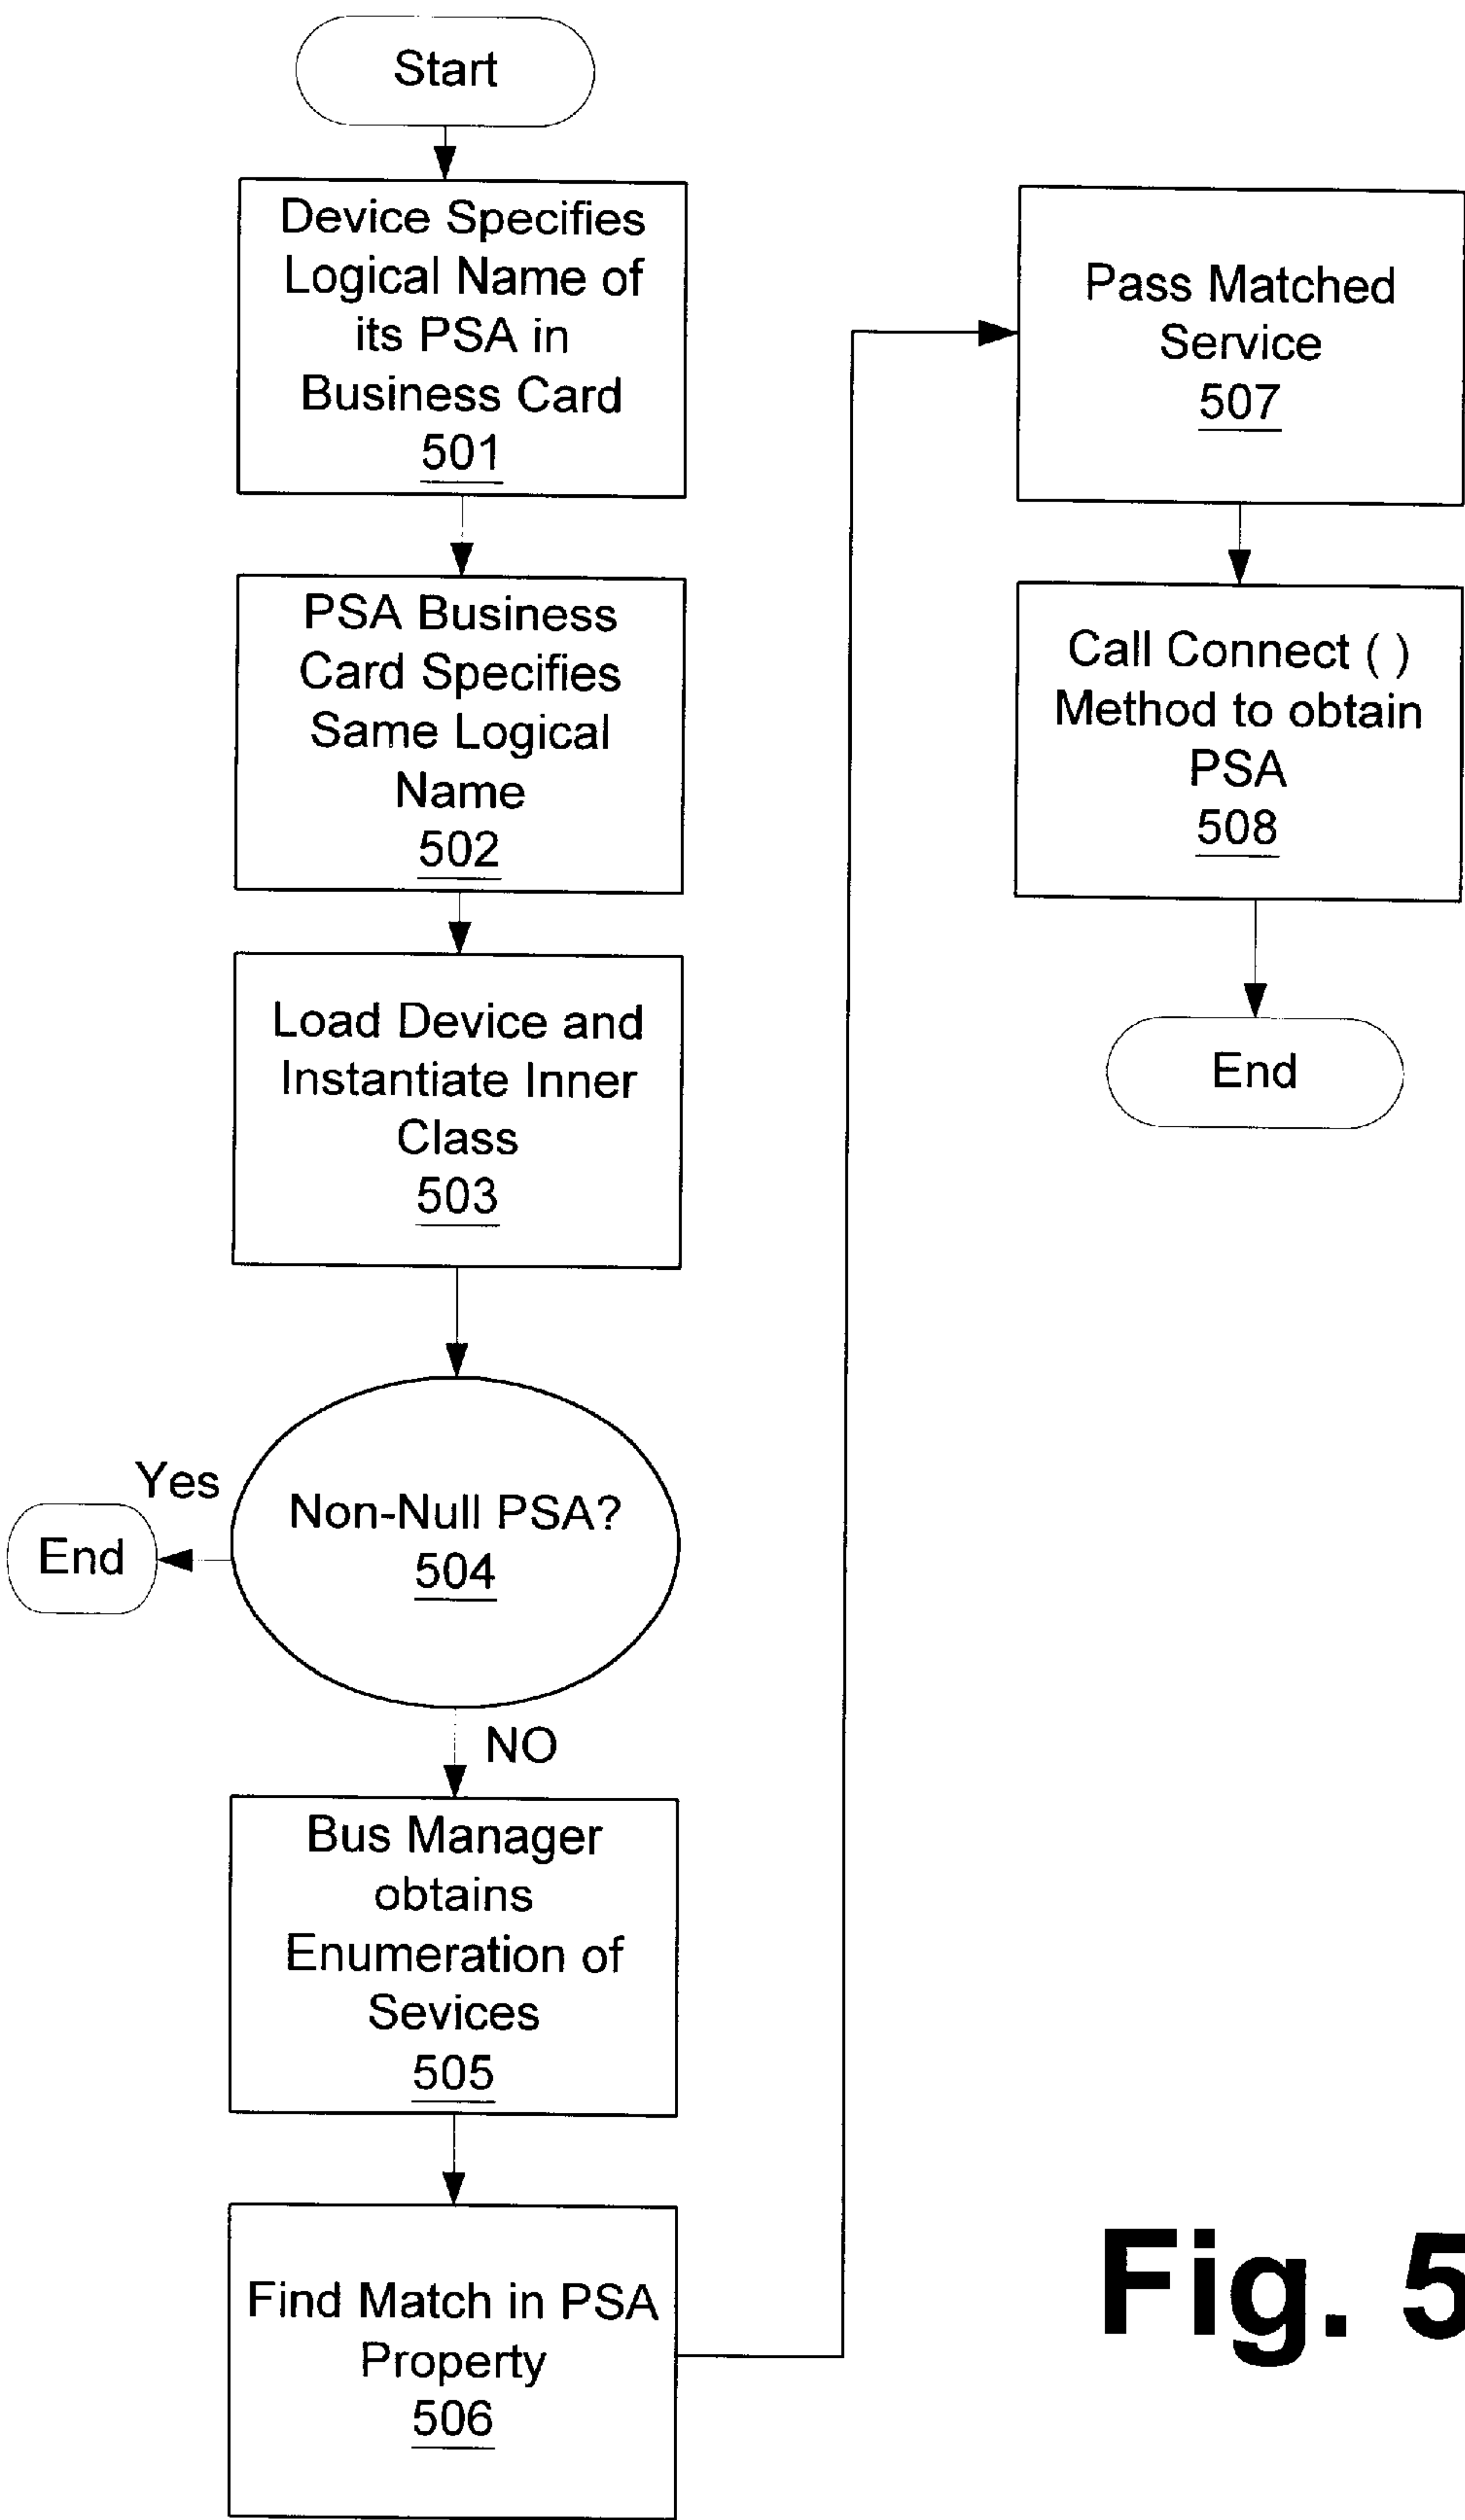 Start
Device Specifies
Logical Name of
its PSA in
Business Card
501
PSA Business
Card Specifies
Same Logical
Name
502
Load Device and
Instantiate Inner
Class
503
Non-Null PSA?
504
Yes
End
NO
Bus Manager
obtains
Enumeration of
Sevices
505
Find Match in PSA
Property
506
Pass Matched
Service
507
Call Connect ( )
Method to obtain
PSA
508
End
Fig. 5